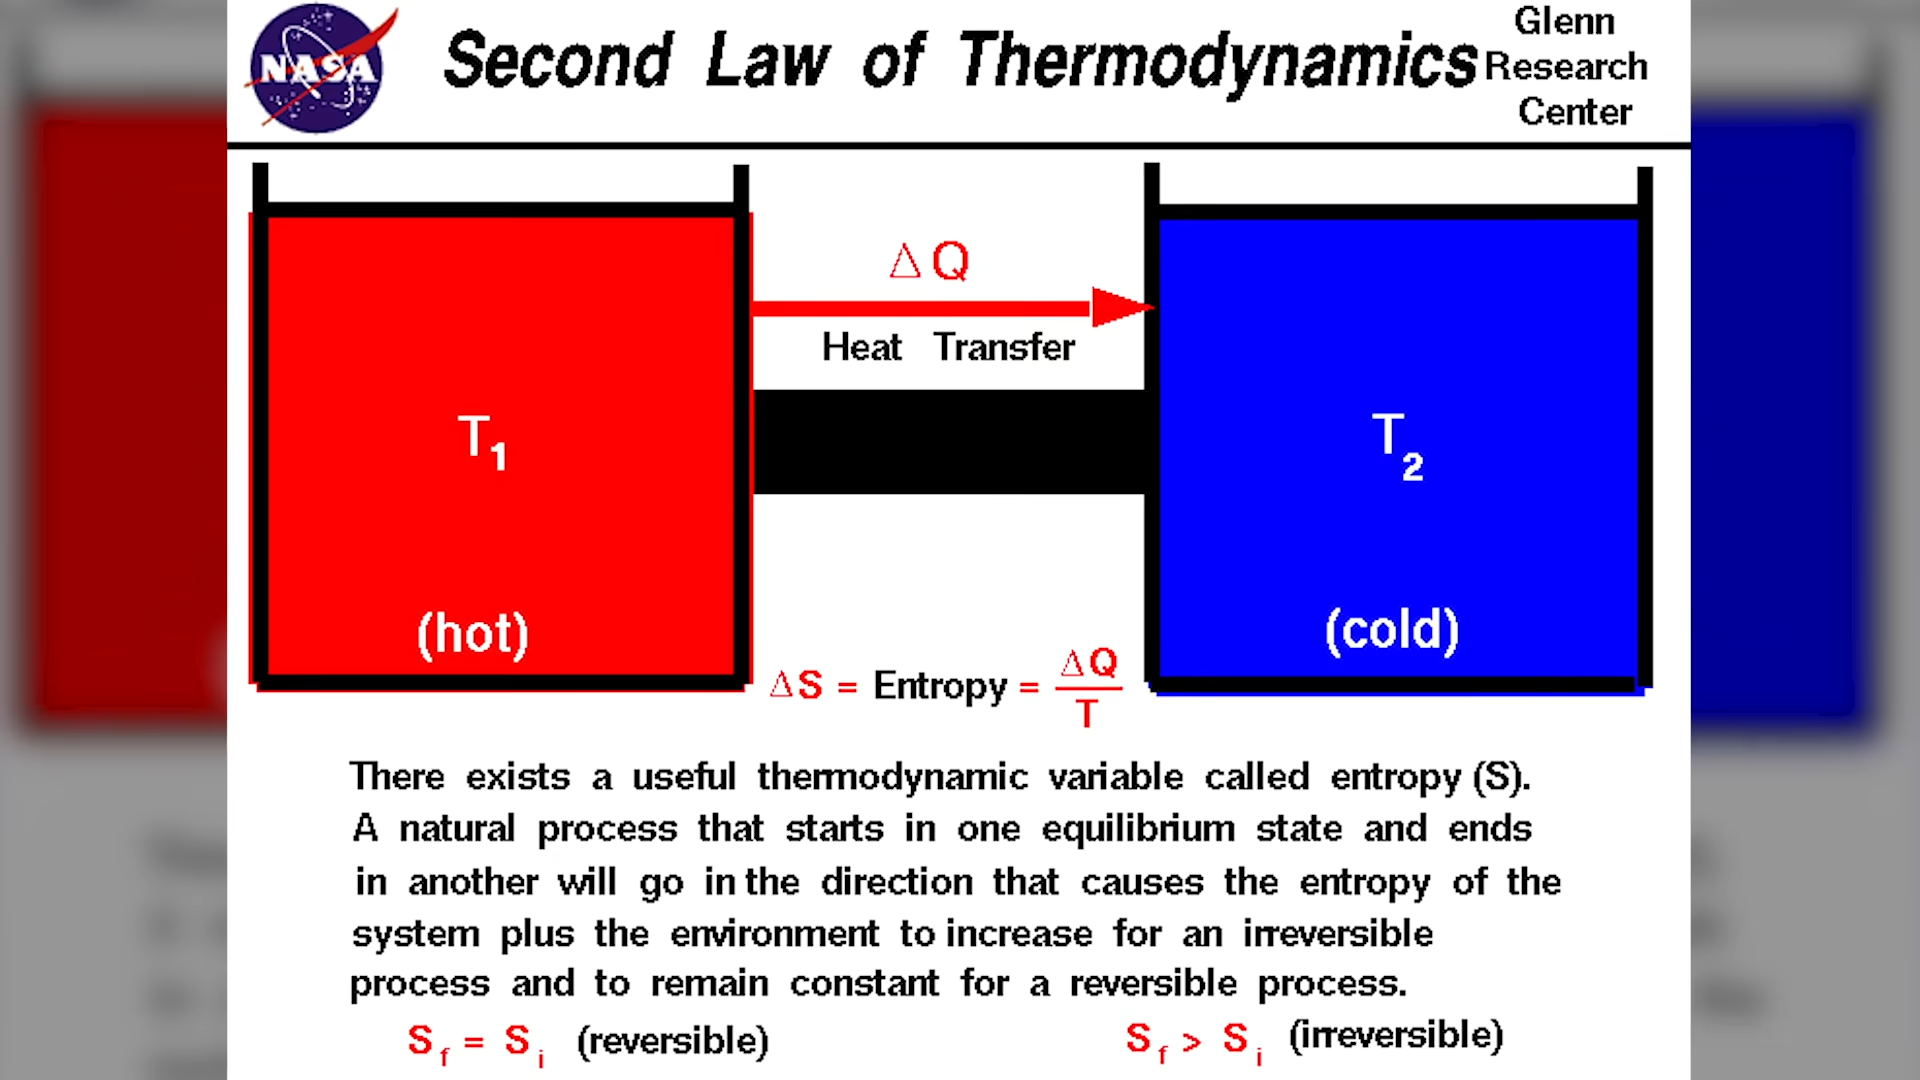 NASA
Second Law of Thermodynamics
Glenn
Research
Center
Δ Q
Heat Transfer
T1
(hot)
T2
(cold)
ΔS = Entropy = ΔQ
T
There exists a useful thermodynamic variable called entropy (S).
A natural process that starts in one equilibrium state and ends
in another will go in the direction that causes the entropy of the
system plus the environment to increase for an irreversible
process and to remain constant for a reversible process.
Sf = Si (reversible)
Sf > Si (irreversible)